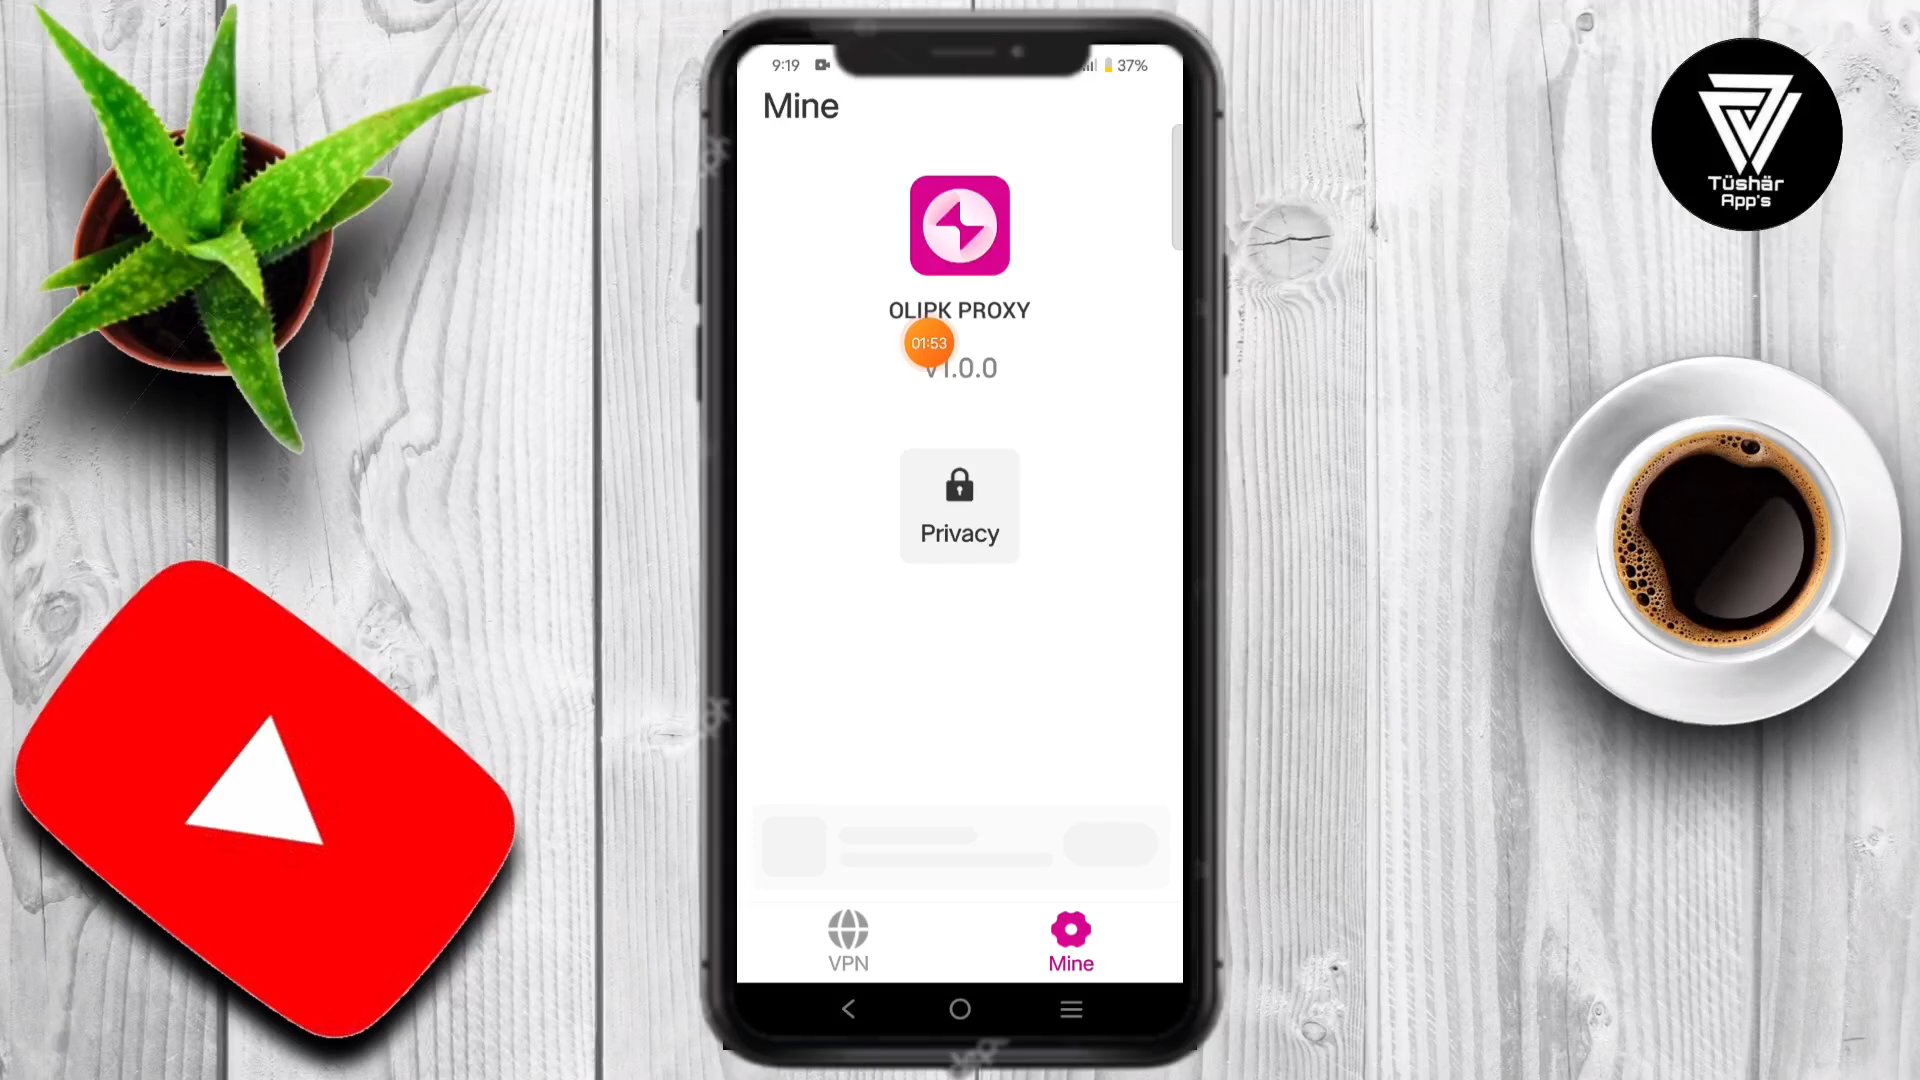 9:19
37%
Mine
OLIPK PROXY
01:53
v1.0.0
Privacy
VPN
Mine
Tüshär
App's